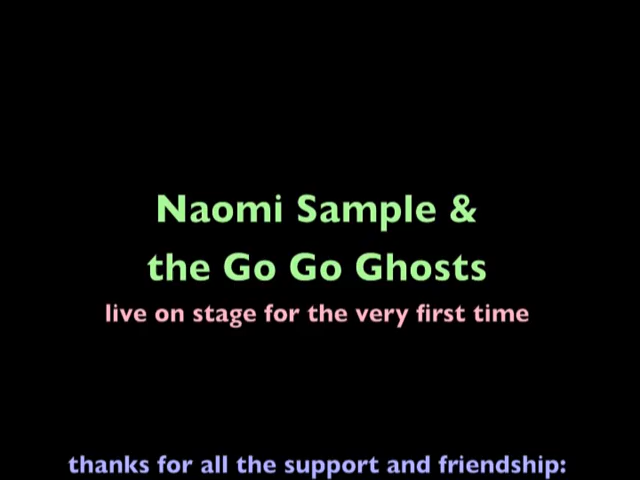 Naomi Sample &
the Go Go Ghosts
live on stage for the very first time
thanks for all the support and friendship: